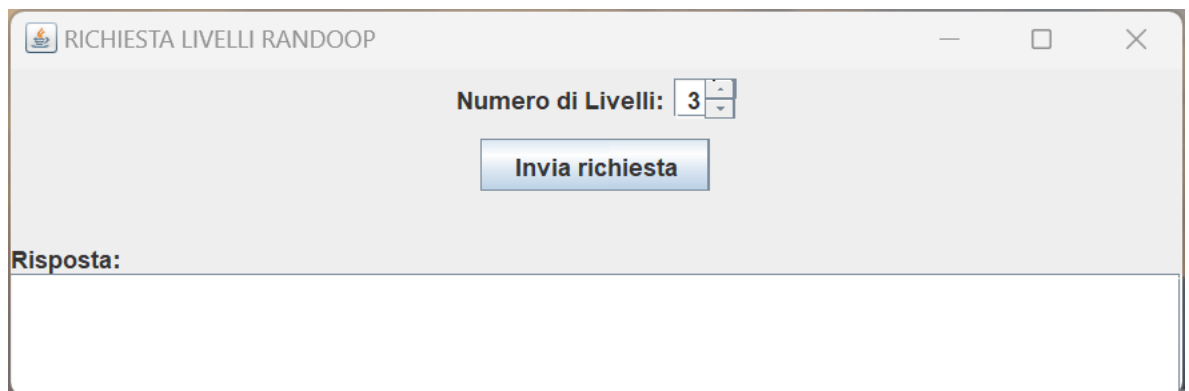 RICHIESTA LIVELLI RANDOOP
Numero di Livelli: 3
Invia richiesta
Risposta: